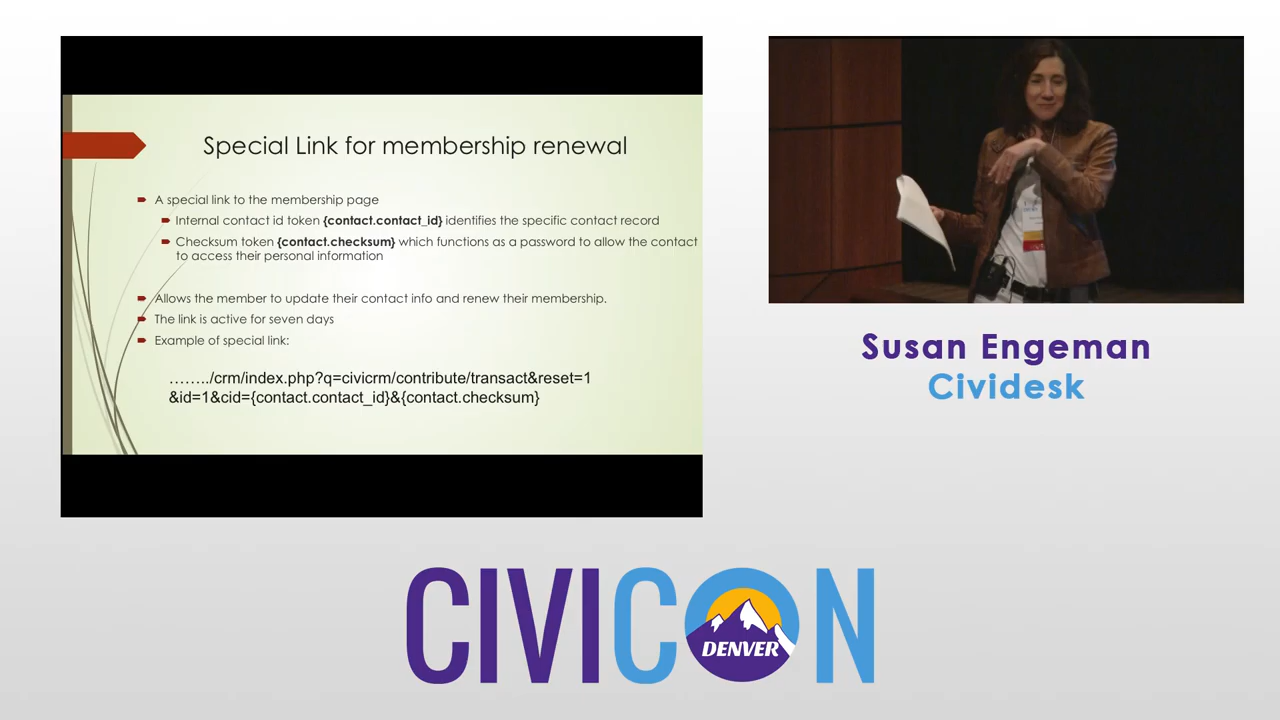 Special Link for membership renewal
A special link to the membership page
Internal contact id token {contact.contact_id} identifies the specific contact record
Checksum token {contact.checksum} which functions as a password to allow the contact
to access their personal information
Allows the member to update their contact info and renew their membership.
The link is active for seven days
Example of special link:
……../crm/index.php?q=civicrm/contribute/transact&reset=1
&id=1&cid={contact.contact_id}&{contact.checksum}
Susan Engeman
Cividesk
CIVICON
DENVER